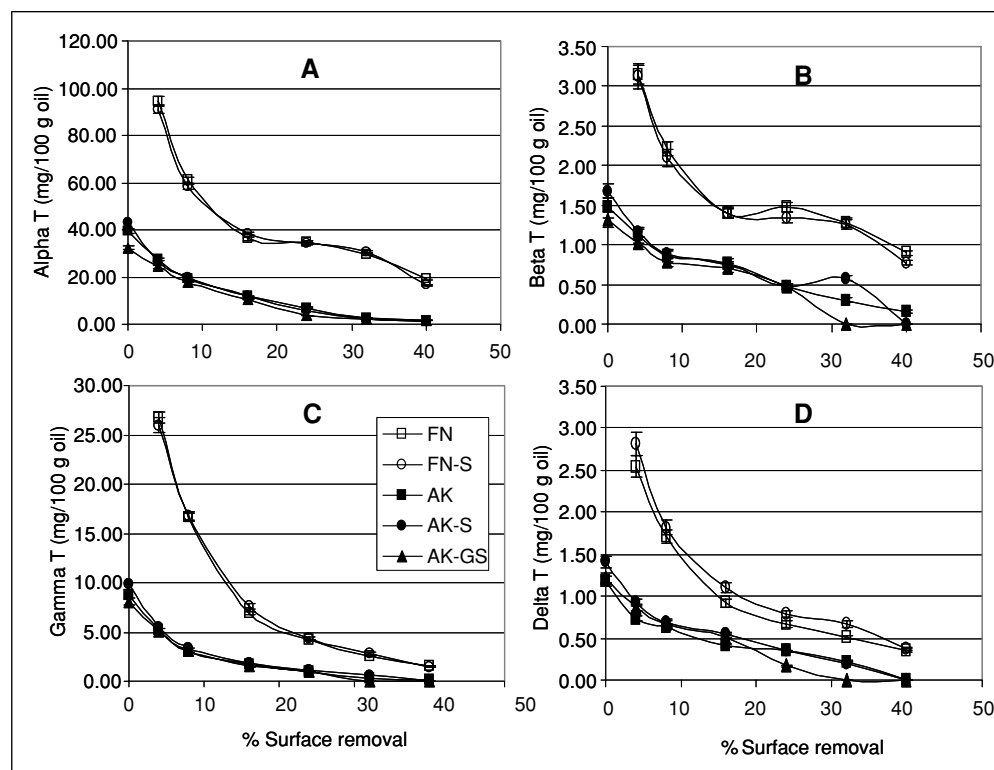 A
Alpha T (mg/100 g oil)
120.00
100.00
80.00
60.00
40.00
20.00
0.00
0 10 20 30 40 50
B
Beta T (mg/100 g oil)
3.50
3.00
2.50
2.00
1.50
1.00
0.50
0.00
0 10 20 30 40 50
C
Gamma T (mg/100 g oil)
30.00
25.00
20.00
15.00
10.00
5.00
0.00
0 10 20 30 40 50
% Surface removal
FN
FN-S
AK
AK-S
AK-GS
D
Delta T (mg/100 g oil)
3.50
3.00
2.50
2.00
1.50
1.00
0.50
0.00
0 10 20 30 40 50
% Surface removal